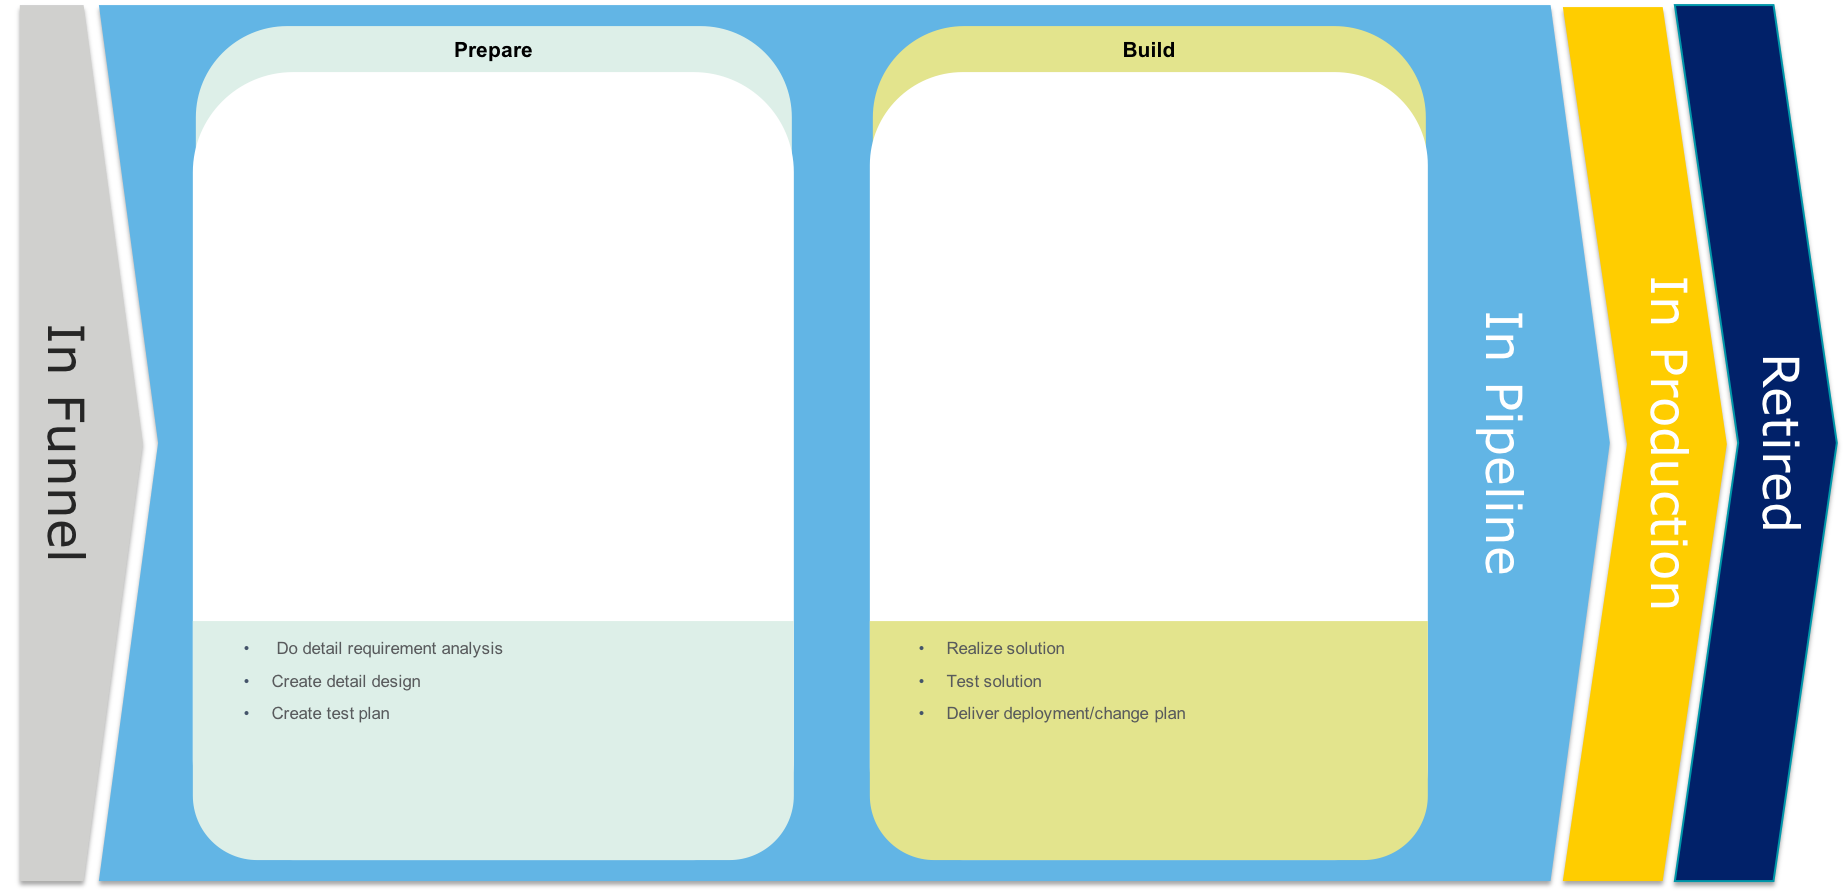 In Funnel
Prepare
• Do detail requirement analysis
• Create detail design
• Create test plan
Build
• Realize solution
• Test solution
• Deliver deployment/change plan
In Pipeline
In Production
Retired